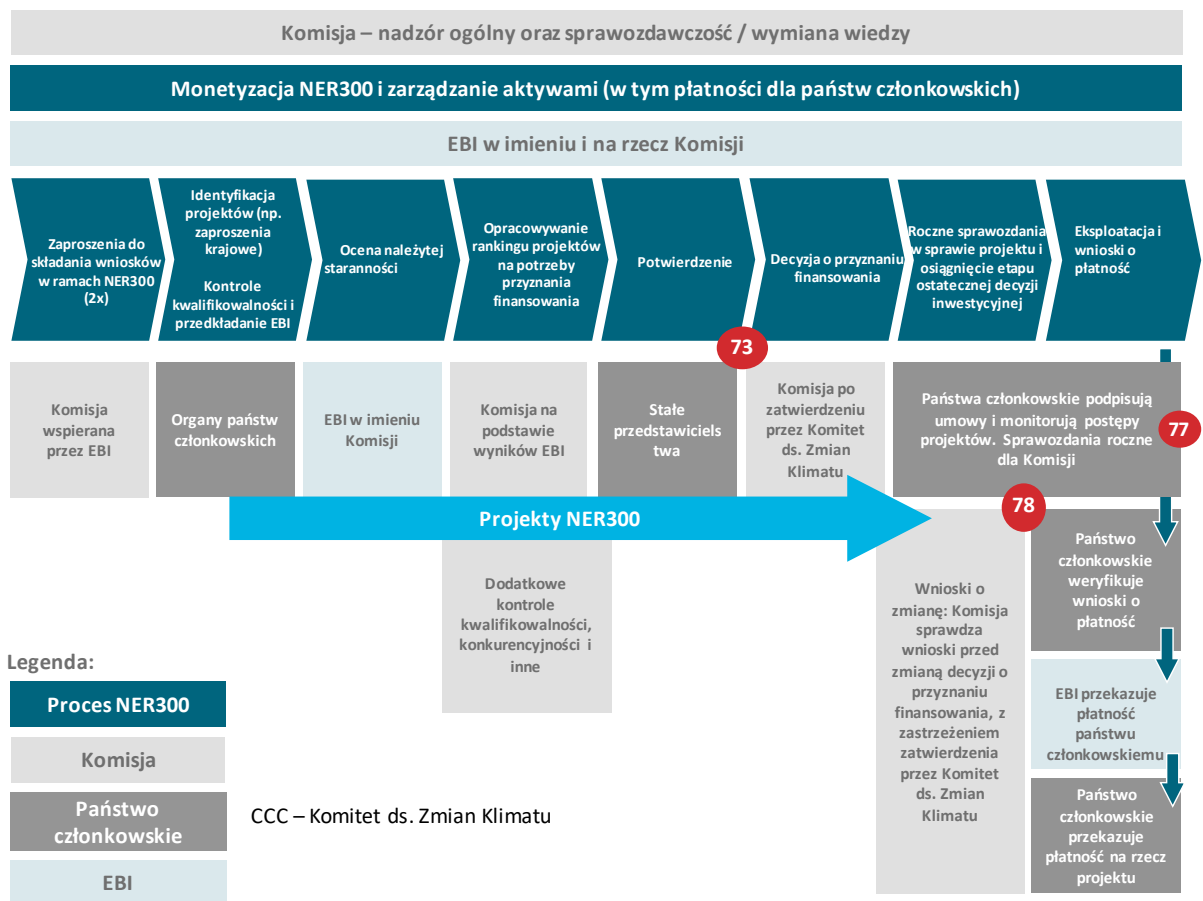 Komisja – nadzór ogólny oraz sprawozdawczość / wymiana wiedzy
Monetyzacja NER300 i zarządzanie aktywami (w tym płatności dla państw członkowskich)
EBI w imieniu i na rzecz Komisji
Zaproszenia do
składania wniosków
w ramach NER300
(2x)
Identyfikacja
projektów (np.
zaproszenia
krajowe)
Kontrole
kwalifikowalności i
przedkładanie EBI
Ocena należytej
staranności
Opracowywanie
rankingu projektów
na potrzeby
przyznania
finansowania
Potwierdzenie
Decyzja o przyznaniu
finansowania
Roczne sprawozdania
w sprawie projektu i
osiągnięcie etapu
ostatecznej decyzji
inwestycyjnej
Eksploatacja i
wnioski o
płatność
73
Komisja
wspierana
przez EBI
Organy państw
członkowskich
EBI w imieniu
Komisji
Komisja na
podstawie
wyników EBI
Stałe
przedstawiciels
twa
Komisja po
zatwierdzeniu
przez Komitet
ds. Zmian
Klimatu
Państwa członkowskie podpisują
umowy i monitorują postępy
projektów. Sprawozdania roczne
dla Komisji
77
78
Projekty NER300
Dodatkowe
kontrole
kwalifikowalności,
konkurencyjności i
inne
Wnioski o
zmianę: Komisja
sprawdza
wnioski przed
zmianą decyzji o
przyznaniu
finansowania, z
zastrzeżeniem
zatwierdzenia
przez Komitet
ds. Zmian
Klimatu
Państwo
członkowskie
weryfikuje
wnioski o
płatność
EBI przekazuje
płatność
państwu
członkowskiemu
Państwo
członkowskie
przekazuje
płatność na rzecz
projektu
Legenda:
Proces NER300
Komisja
Państwo
członkowskie
EBI
CCC – Komitet ds. Zmian Klimatu